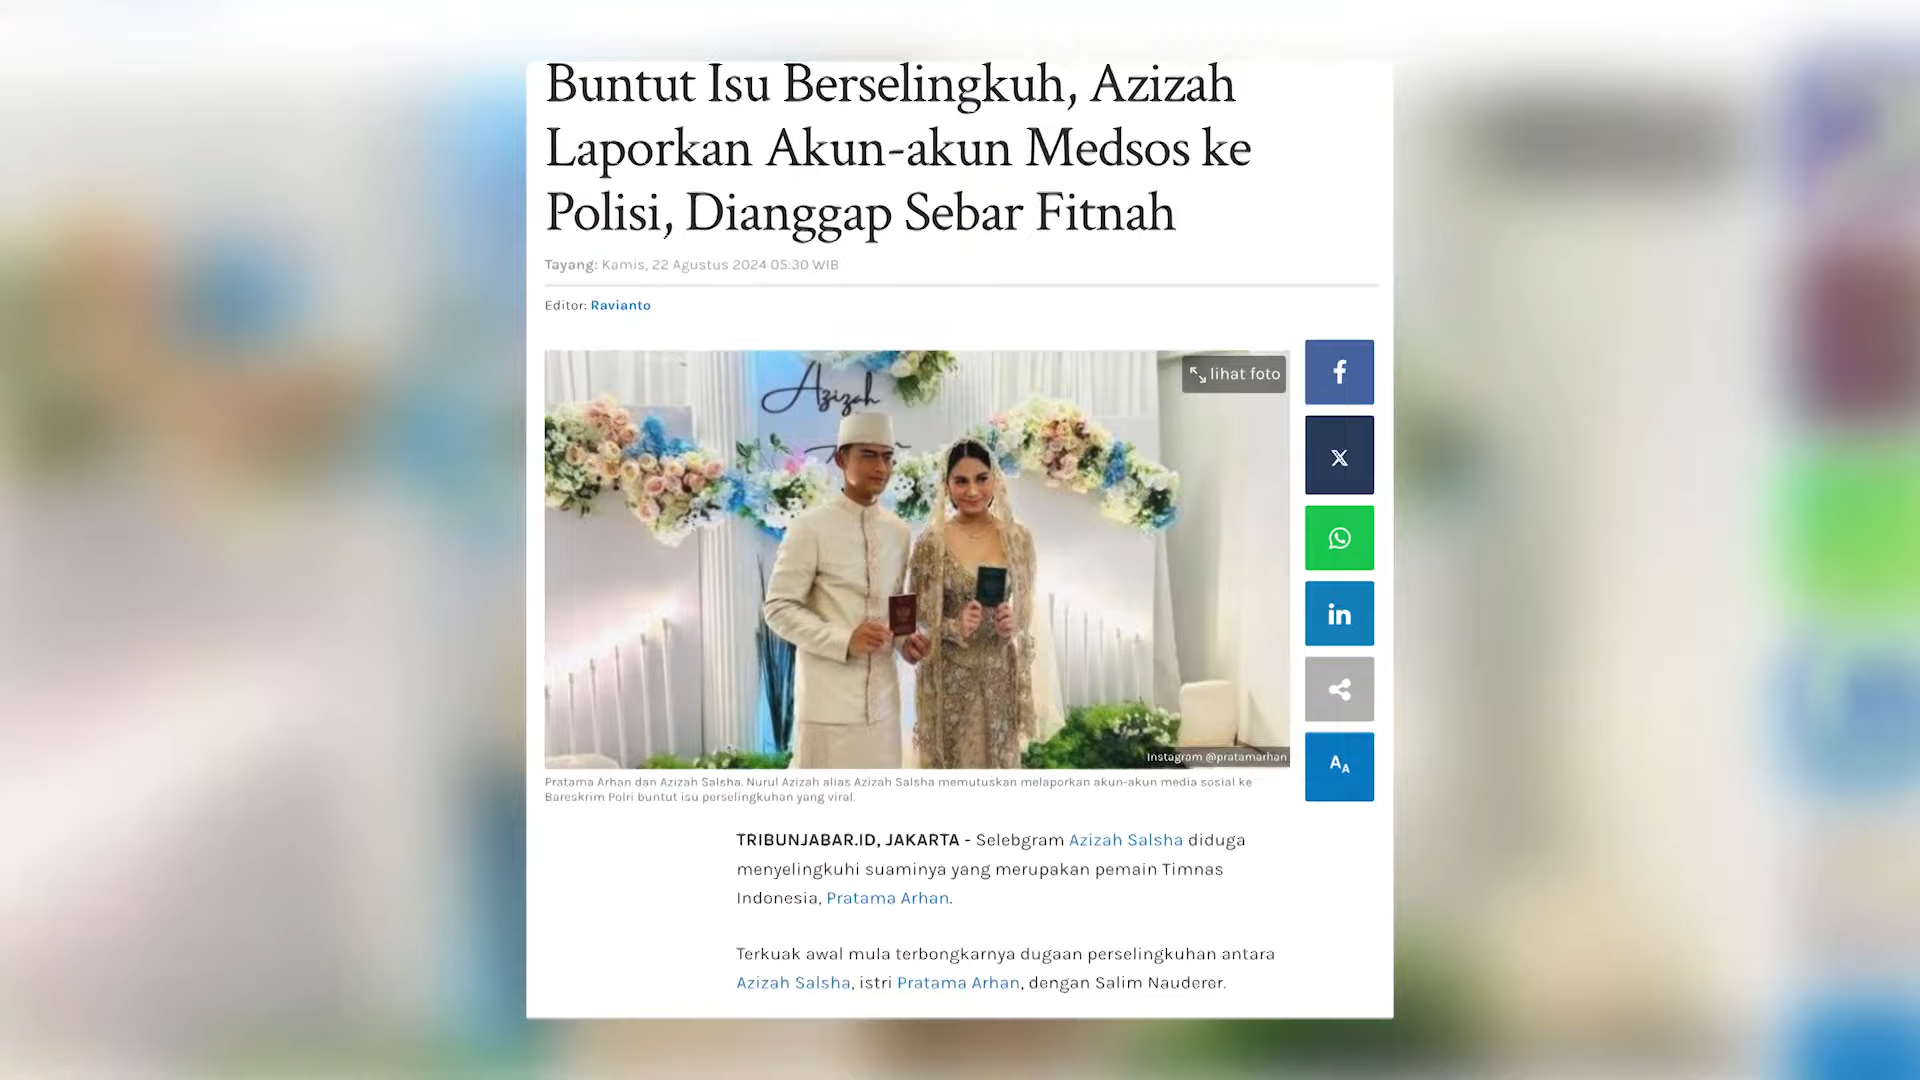 Buntut Isu Berselingkuh, Azizah
Laporkan Akun-akun Medsos ke
Polisi, Dianggap Sebar Fitnah
Tayang: Kamis, 22 Agustus 2024 05:30 WIB
Editor: Ravianto
Azizah
lihat foto
Instagram @pratamarhan
Pratama Arhan dan Azizah Salsha. Nurul Azizah alias Azizah Salsha memutuskan melaporkan akun-akun media sosial ke
Bareskrim Polri buntut isu perselingkuhan yang viral.
TRIBUNJABAR.ID, JAKARTA - Selebgram Azizah Salsha diduga
menyelingkuhi suaminya yang merupakan pemain Timnas
Indonesia, Pratama Arhan.
Terkuak awal mula terbongkarnya dugaan perselingkuhan antara
Azizah Salsha, istri Pratama Arhan, dengan Salim Nauderer.